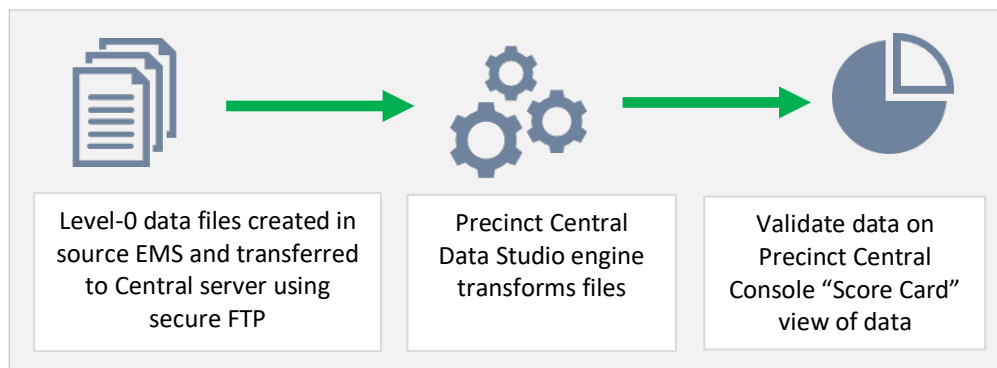 Level-0 data files created in
source EMS and transferred
to Central server using
secure FTP
Precinct Central
Data Studio engine
transforms files
Validate data on
Precinct Central
Console “Score Card”
view of data